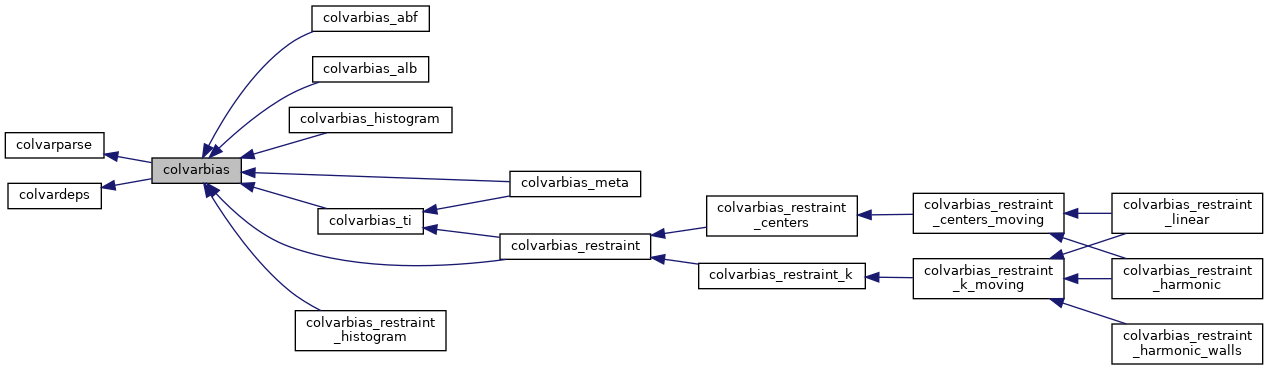 colvarbias_abf
colvarbias_alb
colvarbias_histogram
colvarparse
colvarbias
colvardeps
colvarbias_meta
colvarbias_ti
colvarbias_restraint
colvarbias_restraint
_histogram
colvarbias_restraint
_centers
colvarbias_restraint_k
colvarbias_restraint
_centers_moving
colvarbias_restraint
_k_moving
colvarbias_restraint
_linear
colvarbias_restraint
_harmonic
colvarbias_restraint
_harmonic_walls